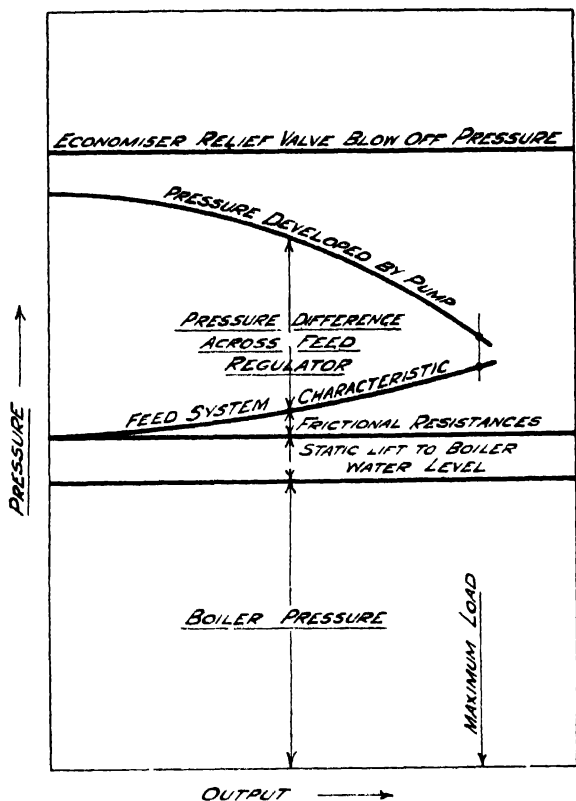 ECONOMISER RELIEF VALVE BLOW OFF PRESSURE
PRESSURE DEVELOPED BY PUMP
PRESSURE DIFFERENCE
ACROSS FEED
REGULATOR
FEED SYSTEM CHARACTERISTIC
FRICTIONAL RESISTANCES
STATIC LIFT TO BOILER
WATER LEVEL
PRESSURE
BOILER PRESSURE
MAXIMUM LOAD
OUTPUT